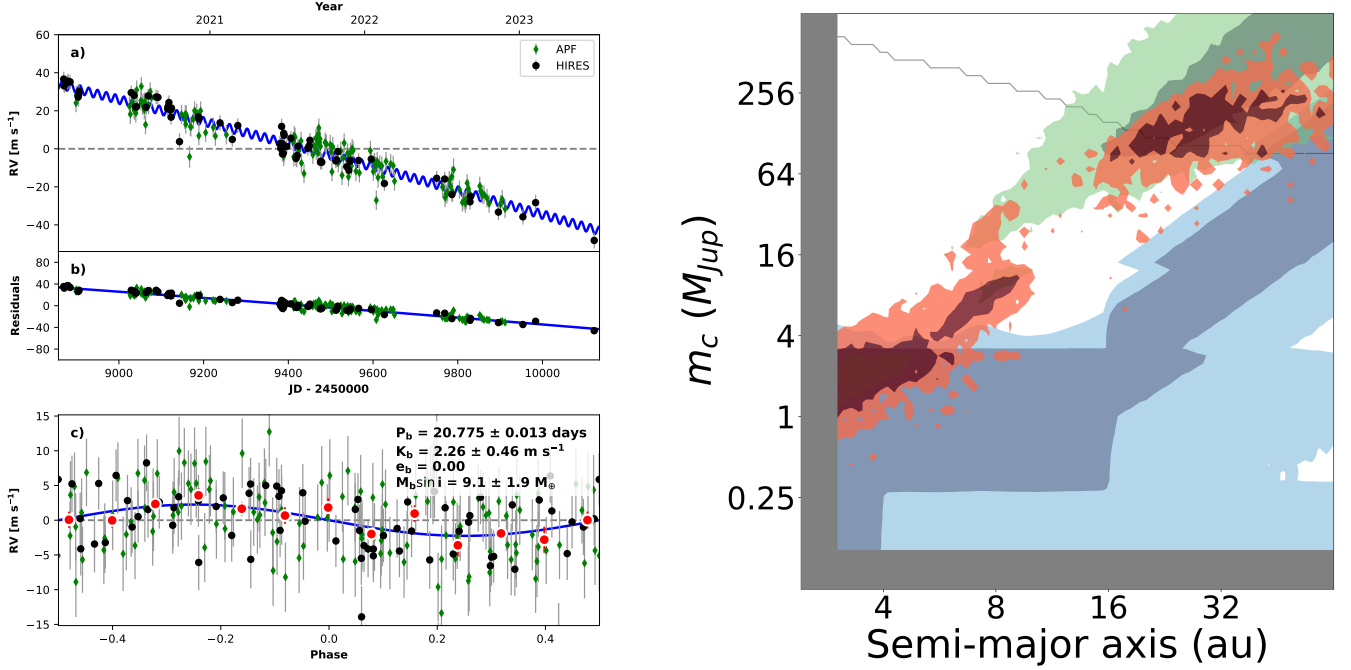 Year
2021 2022 2023
a)
APF
HIRES
60
40
20
0
−20
−40
RV [m s⁻¹]
b)
80
40
0
−40
−80
Residuals
9000 9200 9400 9600 9800 10000
JD - 2450000
c)
P_b = 20.775 ± 0.013 days
K_b = 2.26 ± 0.46 m s⁻¹
e_b = 0.00
M_b sin i = 9.1 ± 1.9 M_⊕
15
10
5
0
−5
−10
−15
RV [m s⁻¹]
−0.4 −0.2 0.0 0.2 0.4
Phase
256
64
16
4
1
0.25
m_c (M_Jup)
4 8 16 32
Semi-major axis (au)